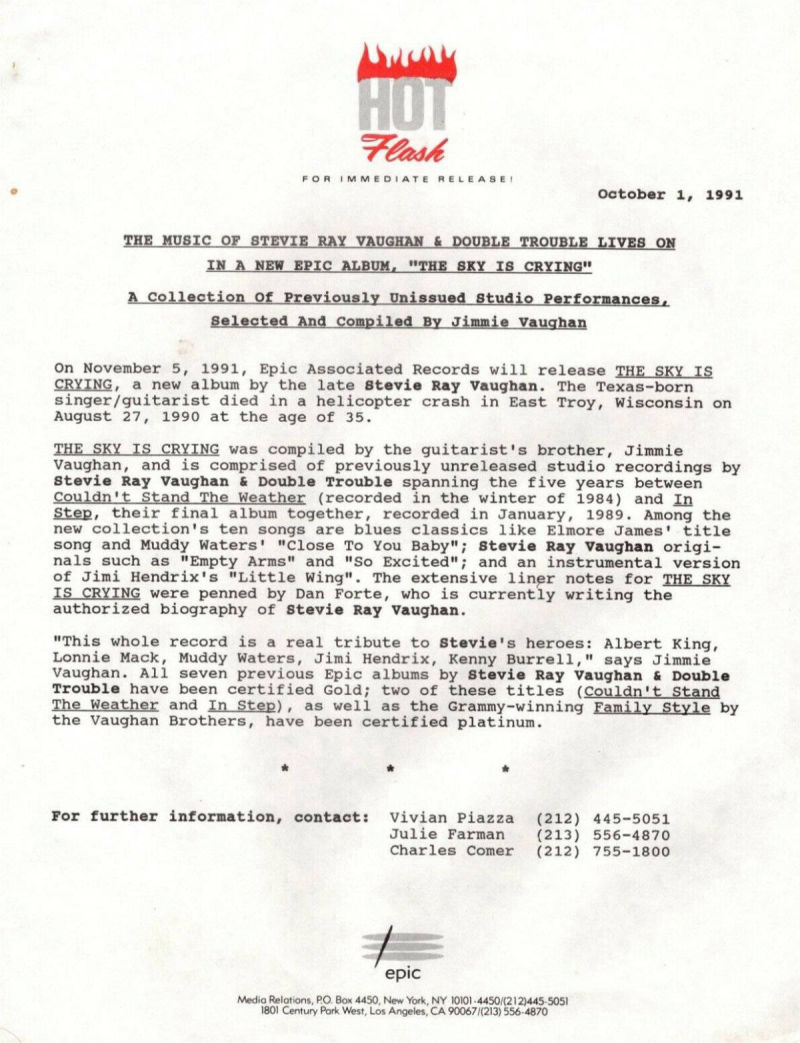 HOT
Flash
FOR IMMEDIATE RELEASE!
October 1, 1991
THE MUSIC OF STEVIE RAY VAUGHAN & DOUBLE TROUBLE LIVES ON
IN A NEW EPIC ALBUM, "THE SKY IS CRYING"
A Collection Of Previously Unissued Studio Performances,
Selected And Compiled By Jimmie Vaughan
On November 5, 1991, Epic Associated Records will release THE SKY IS
CRYING, a new album by the late Stevie Ray Vaughan. The Texas-born
singer/guitarist died in a helicopter crash in East Troy, Wisconsin on
August 27, 1990 at the age of 35.
THE SKY IS CRYING was compiled by the guitarist's brother, Jimmie
Vaughan, and is comprised of previously unreleased studio recordings by
Stevie Ray Vaughan & Double Trouble spanning the five years between
Couldn't Stand The Weather (recorded in the winter of 1984) and In
Step, their final album together, recorded in January, 1989. Among the
new collection's ten songs are blues classics like Elmore James' title
song and Muddy Waters' "Close To You Baby"; Stevie Ray Vaughan origi-
nals such as "Empty Arms" and "So Excited"; and an instrumental version
of Jimi Hendrix's "Little Wing". The extensive liner notes for THE SKY
IS CRYING were penned by Dan Forte, who is currently writing the
authorized biography of Stevie Ray Vaughan.
"This whole record is a real tribute to Stevie's heroes: Albert King,
Lonnie Mack, Muddy Waters, Jimi Hendrix, Kenny Burrell," says Jimmie
Vaughan. All seven previous Epic albums by Stevie Ray Vaughan & Double
Trouble have been certified Gold; two of these titles (Couldn't Stand
The Weather and In Step), as well as the Grammy-winning Family Style by
the Vaughan Brothers, have been certified platinum.
* * *
For further information, contact: Vivian Piazza (212) 445-5051
Julie Farman (213) 556-4870
Charles Comer (212) 755-1800
epic
Media Relations, P.O. Box 4450, New York, NY 10101-4450/(212)445-5051
1801 Century Park West, Los Angeles, CA 90067/(213) 556-4870